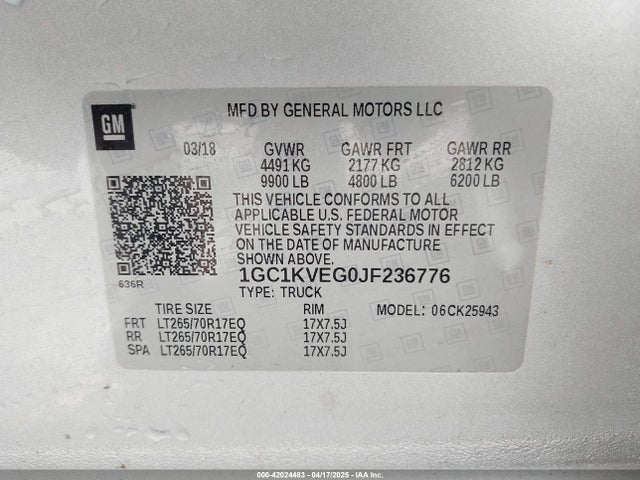 GM
MFD BY GENERAL MOTORS LLC
03/18 GVWR GAWR FRT GAWR RR
4491 KG 2177 KG 2812 KG
9900 LB 4800 LB 6200 LB
THIS VEHICLE CONFORMS TO ALL
APPLICABLE U.S. FEDERAL MOTOR
VEHICLE SAFETY STANDARDS IN EFFECT
ON THE DATE OF MANUFACTURE
SHOWN ABOVE.
1GC1KVEG0JF236776
636R
TYPE: TRUCK
TIRE SIZE RIM MODEL: 06CK25943
FRT LT265/70R17EQ 17X7.5J
RR LT265/70R17EQ 17X7.5J
SPA LT265/70R17EQ 17X7.5J
000-42024483 - 04/17/2025 - IAAI.COM